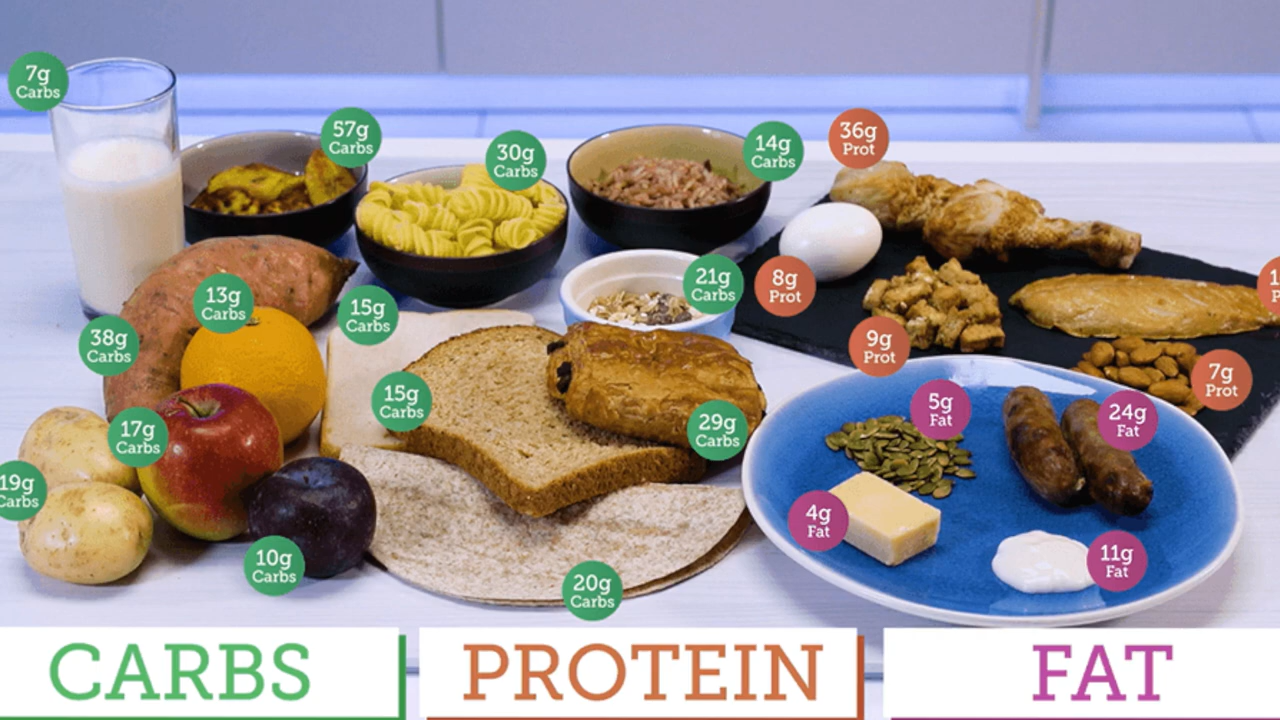 7g
Carbs
57g
Carbs
30g
Carbs
14g
Carbs
36g
Prot
13g
Carbs
15g
Carbs
21g
Carbs
8g
Prot
38g
Carbs
9g
Prot
7g
Prot
15g
Carbs
5g
Fat
24g
Fat
17g
Carbs
29g
Carbs
19g
Carbs
4g
Fat
10g
Carbs
20g
Carbs
11g
Fat
CARBS
PROTEIN
FAT